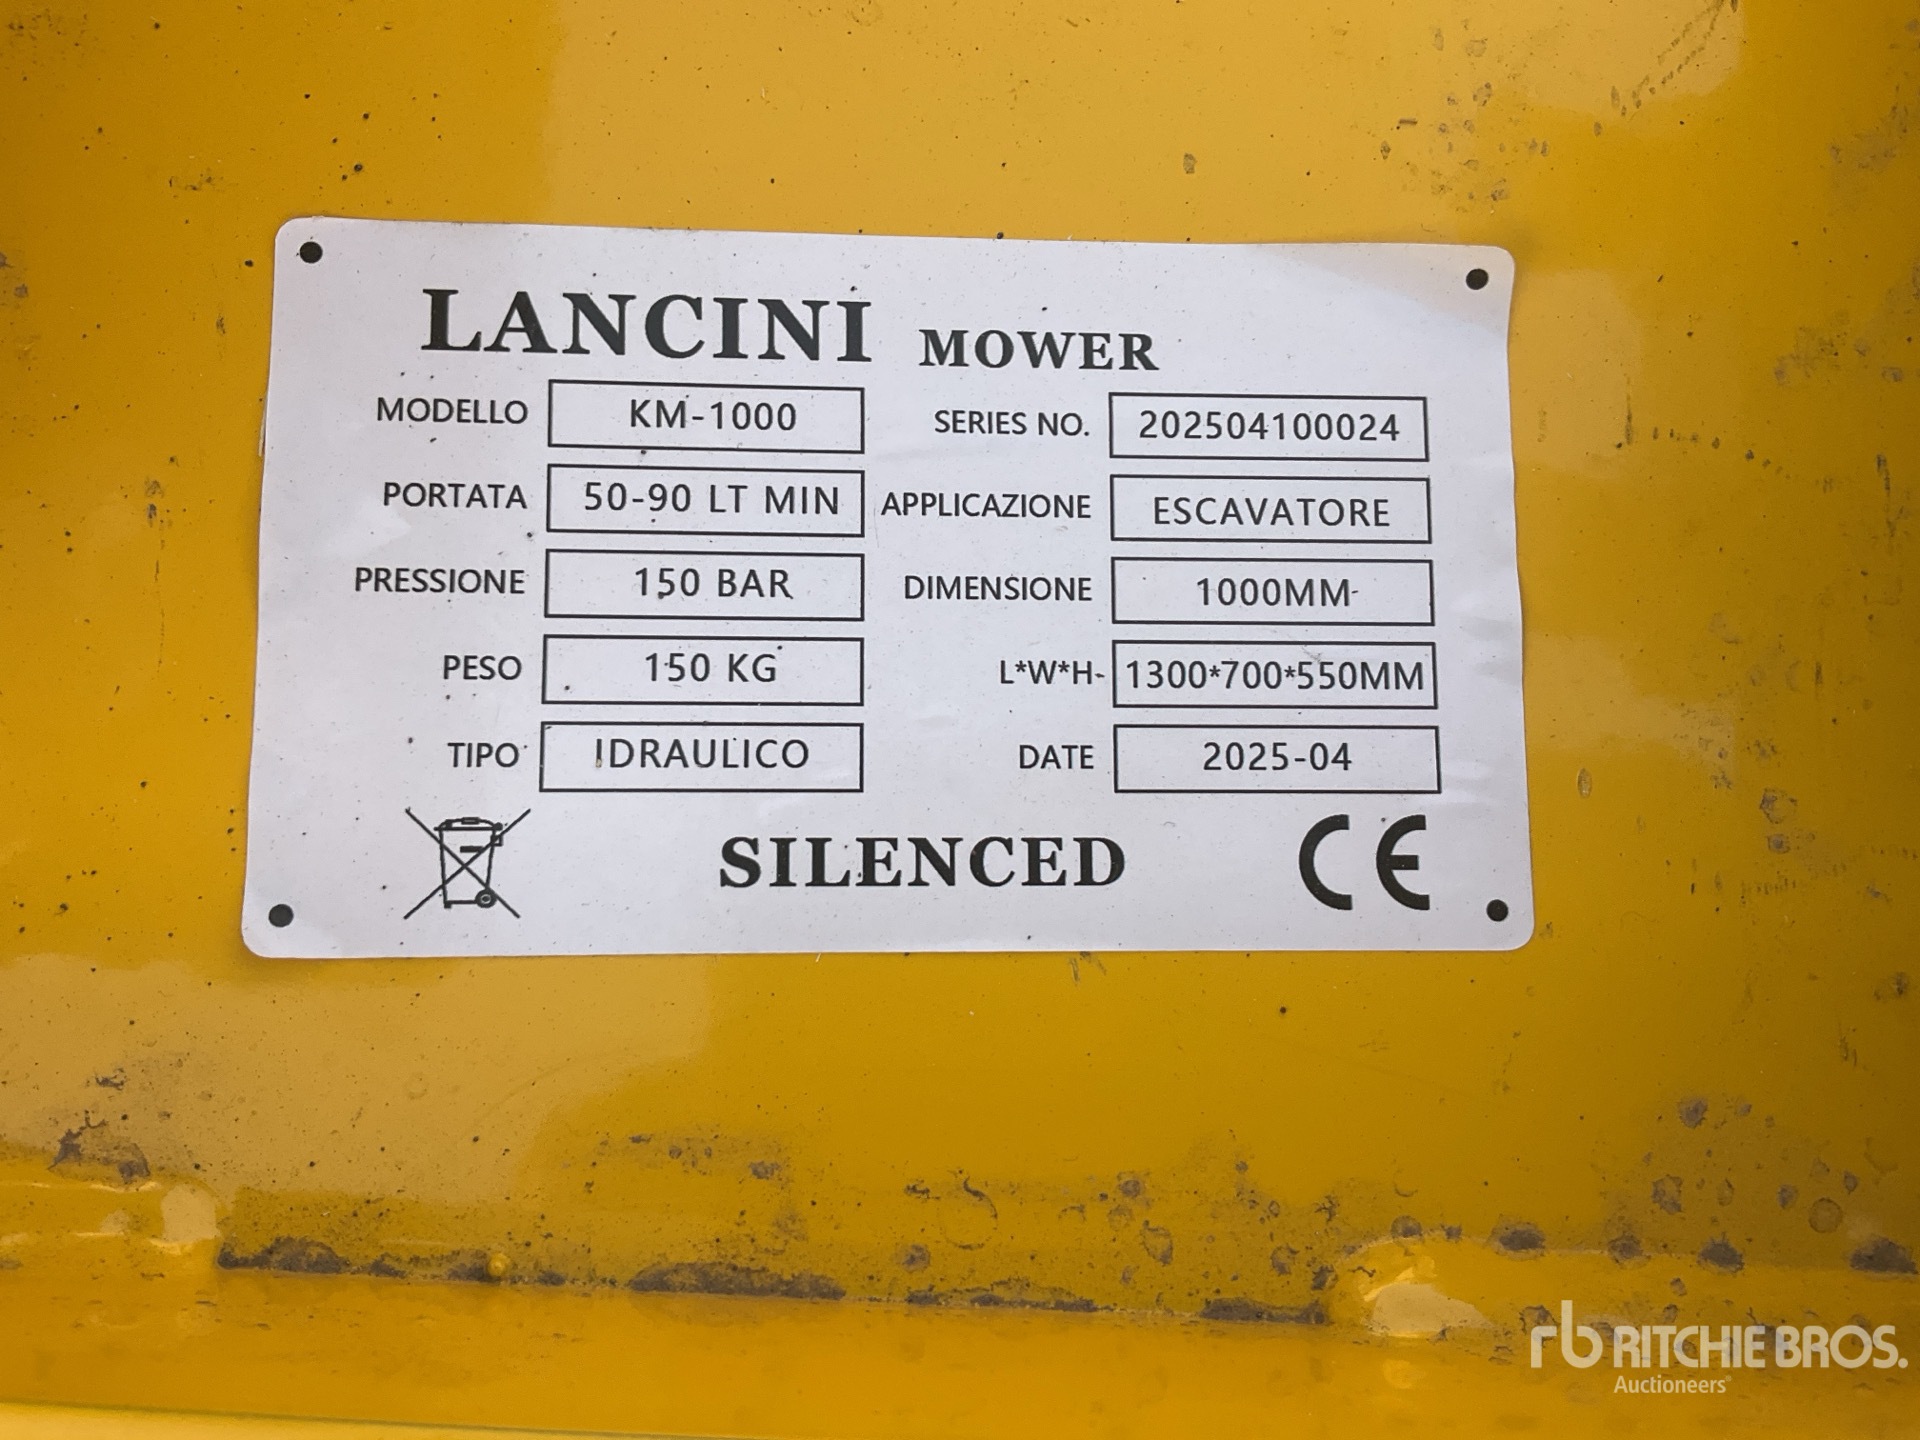 LANCINI MOWER
MODELLO KM-1000 SERIES NO. 202504100024
PORTATA 50-90 LT MIN APPLICAZIONE ESCAVATORE
PRESSIONE 150 BAR DIMENSIONE 1000MM
PESO 150 KG L*W*H- 1300*700*550MM
TIPO IDRAULICO DATE 2025-04
SILENCED CE
rb RITCHIE BROS.
Auctioneers